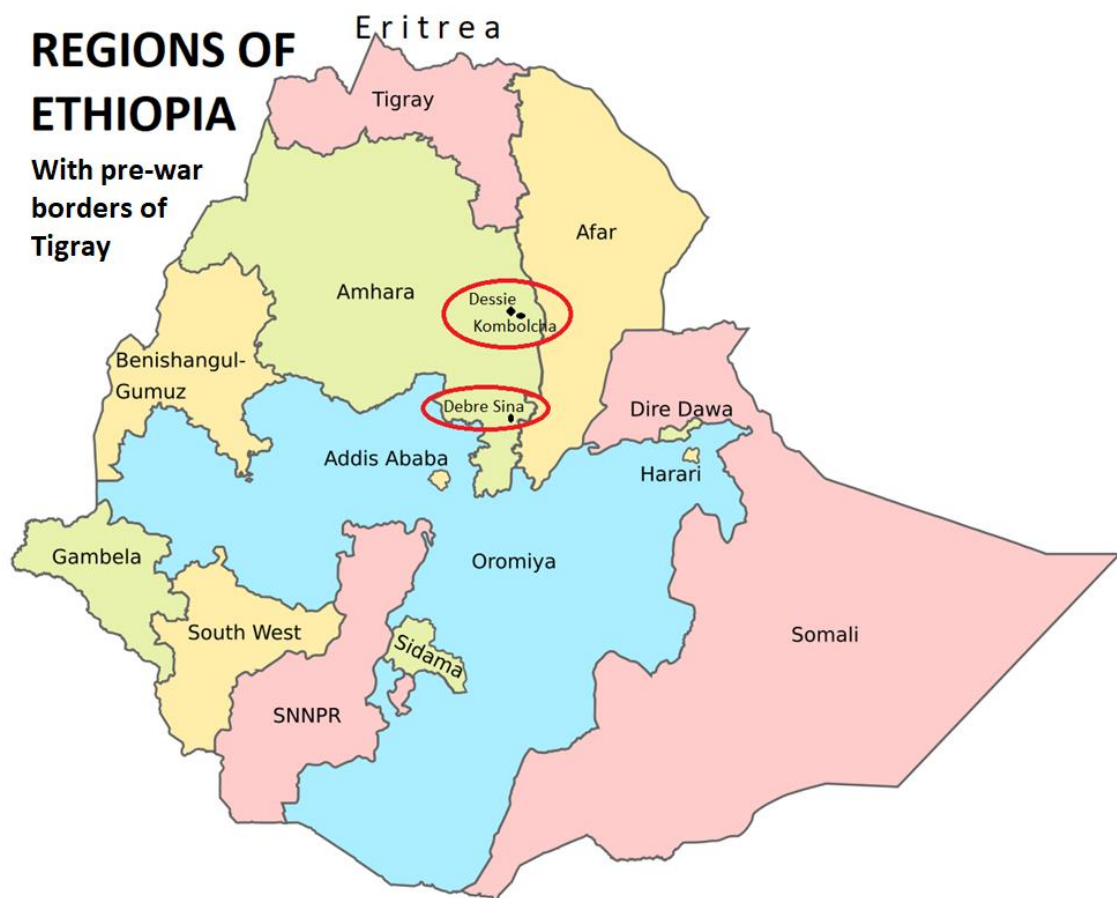 REGIONS OF
ETHIOPIA
With pre-war
borders of
Tigray
Eritrea
Tigray
Afar
Amhara
Dessie
Kombolcha
Benishangul-
Gumuz
Debre Sina
Dire Dawa
Addis Ababa
Harari
Gambela
Oromiya
South West
Sidama
Somali
SNNPR